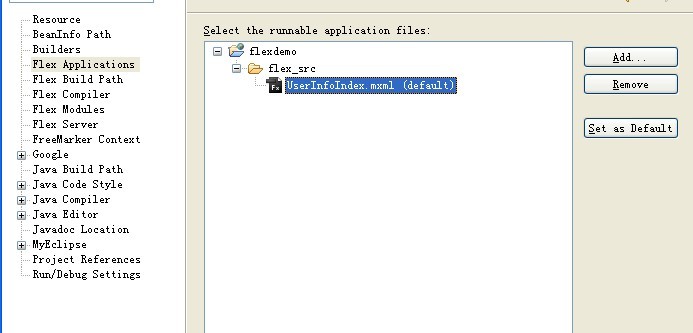 Resource
BeanInfo Path
Builders
Flex Applications
Flex Build Path
Flex Compiler
Flex Modules
Flex Server
FreeMarker Context
Google
Java Build Path
Java Code Style
Java Compiler
Java Editor
Javadoc Location
MyEclipse
Project References
Run/Debug Settings
Select the runnable application files:
flexdemo
flex_src
Fx
UserInfoIndex.mxml (default)
Add...
Remove
Set as Default